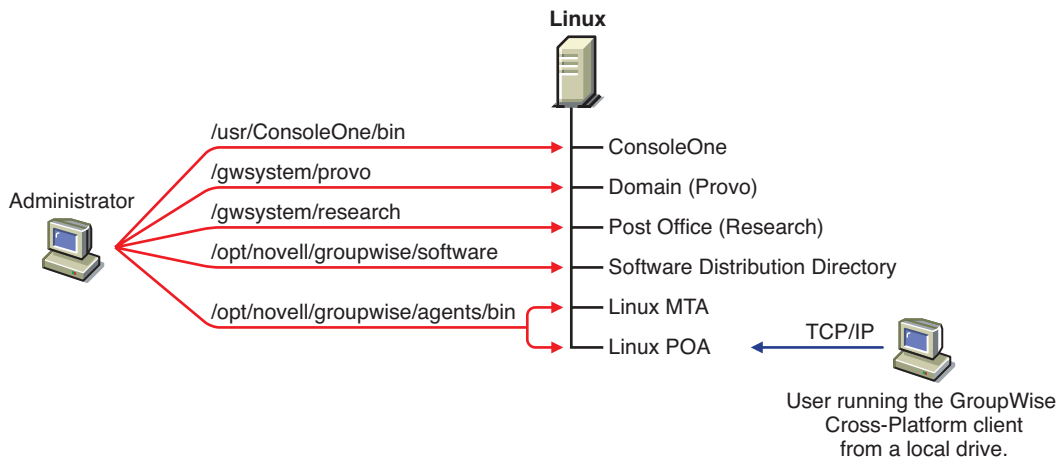 Linux
/usr/ConsoleOne/bin
ConsoleOne
/gwsystem/provo
Domain (Provo)
Administrator
/gwsystem/research
Post Office (Research)
/opt/novell/groupwise/software
Software Distribution Directory
/opt/novell/groupwise/agents/bin
Linux MTA
Linux POA
TCP/IP
User running the GroupWise
Cross-Platform client
from a local drive.